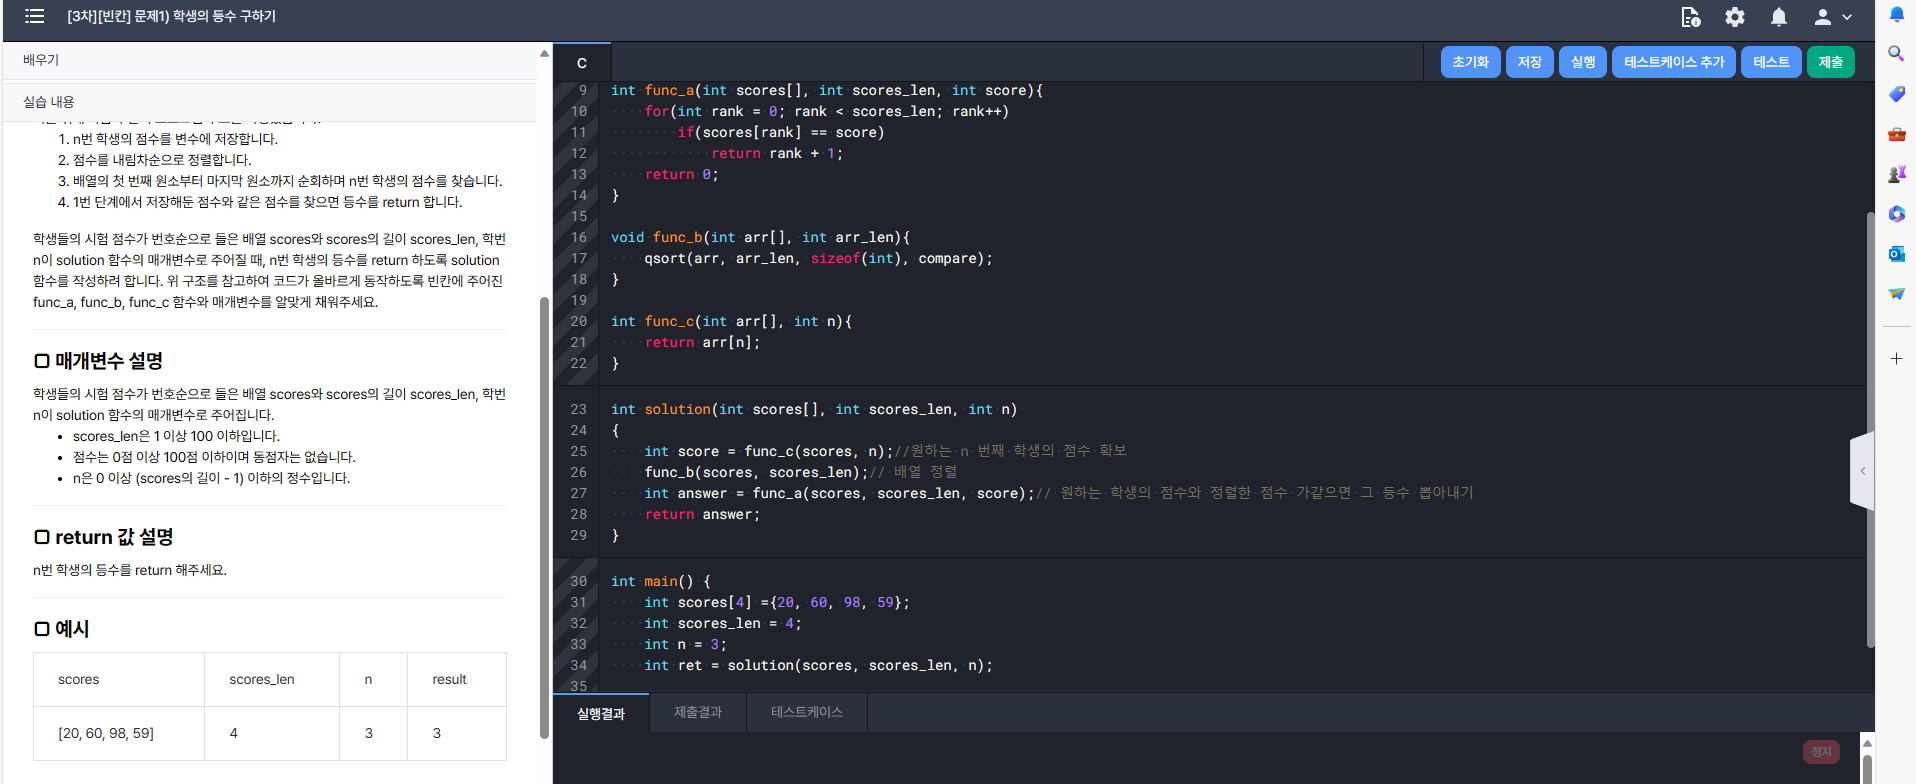 [3차][빈칸] 문제1) 학생의 등수 구하기
배우기
실습 내용
1. n번 학생의 점수를 변수에 저장합니다.
2. 점수를 내림차순으로 정렬합니다.
3. 배열의 첫 번째 원소부터 마지막 원소까지 순회하며 n번 학생의 점수를 찾습니다.
4. 1번 단계에서 저장해둔 점수와 같은 점수를 찾으면 등수를 return 합니다.
학생들의 시험 점수가 번호순으로 들은 배열 scores와 scores의 길이 scores_len, 학번
n이 solution 함수의 매개변수로 주어질 때, n번 학생의 등수를 return 하도록 solution
함수를 작성하려 합니다. 위 구조를 참고하여 코드가 올바르게 동작하도록 빈칸에 주어진
func_a, func_b, func_c 함수와 매개변수를 알맞게 채워주세요.
매개변수 설명
학생들의 시험 점수가 번호순으로 들은 배열 scores와 scores의 길이 scores_len, 학번
n이 solution 함수의 매개변수로 주어집니다.
• scores_len은 1 이상 100 이하입니다.
• 점수는 0점 이상 100점 이하이며 동점자는 없습니다.
• n은 0 이상 (scores의 길이 - 1) 이하의 정수입니다.
return 값 설명
n번 학생의 등수를 return 해주세요.
예시
scores scores_len n result
[20, 60, 98, 59] 4 3 3
C
초기화 저장 실행 테스트케이스 추가 테스트 제출
9 int func_a(int scores[], int scores_len, int score){
10 for(int rank = 0; rank < scores_len; rank++)
11 if(scores[rank] == score)
12 return rank + 1;
13 return 0;
14 }
15
16 void func_b(int arr[], int arr_len){
17 qsort(arr, arr_len, sizeof(int), compare);
18 }
19
20 int func_c(int arr[], int n){
21 return arr[n];
22 }
23 int solution(int scores[], int scores_len, int n)
24 {
25 int score = func_c(scores, n);//원하는 n 번째 학생의 점수 확보
26 func_b(scores, scores_len);// 배열 정렬
27 int answer = func_a(scores, scores_len, score);// 원하는 학생의 점수와 정렬한 점수 가같으면 그 등수 뽑아내기
28 return answer;
29 }
30 int main() {
31 int scores[4] ={20, 60, 98, 59};
32 int scores_len = 4;
33 int n = 3;
34 int ret = solution(scores, scores_len, n);
35
실행결과 제출결과 테스트케이스
정지